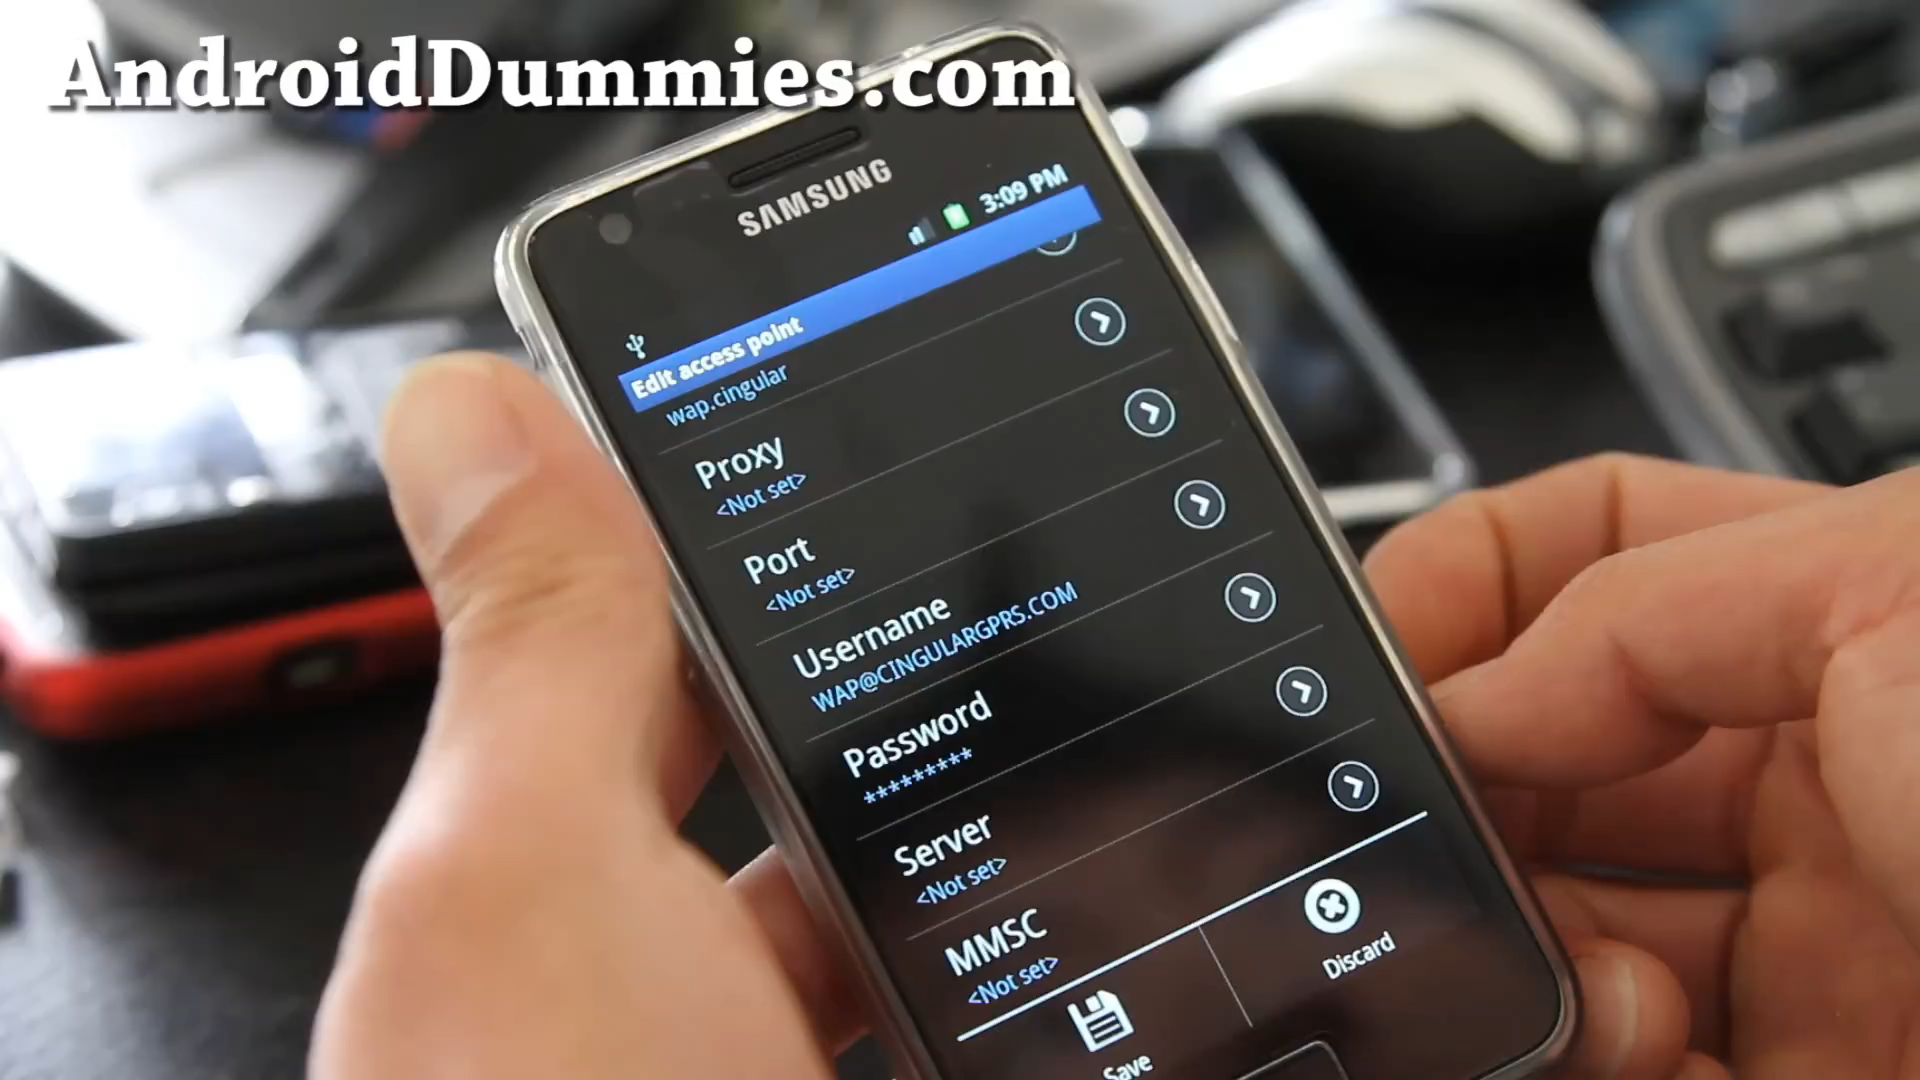 AndroidDummies.com
SAMSUNG
3:09 PM
Edit access point
wap.cingular
Proxy
<Not set>
Port
<Not set>
Username
WAP@CINGULARGPRS.COM
Password
*********
Server
<Not set>
MMSC
<Not set>
Save
Discard